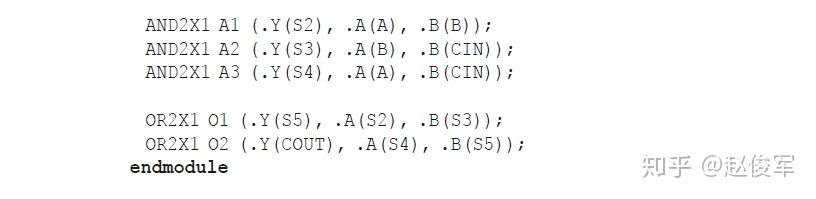 AND2X1 A1 (.Y(S2), .A(A), .B(B));
AND2X1 A2 (.Y(S3), .A(B), .B(CIN));
AND2X1 A3 (.Y(S4), .A(A), .B(CIN));
OR2X1 O1 (.Y(S5), .A(S2), .B(S3));
OR2X1 O2 (.Y(COUT), .A(S4), .B(S5));
endmodule
知乎 @赵俊军